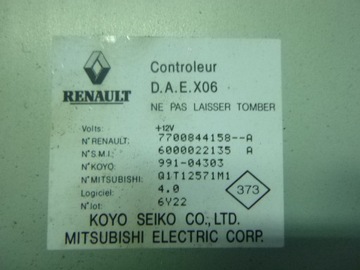 Controleur
D.A.E.X06
RENAULT
NE PAS LAISSER TOMBER
Volts: +12V
N°RENAULT: 7700844158--A
N°S.M.I: 6000022135 A
N°KOYO: 991-04303
N°MITSUBISHI: Q1T12571M1
Logiciel: 4.0
373
N°lot: 6Y22
KOYO SEIKO CO.,LTD.
MITSUBISHI ELECTRIC CORP.